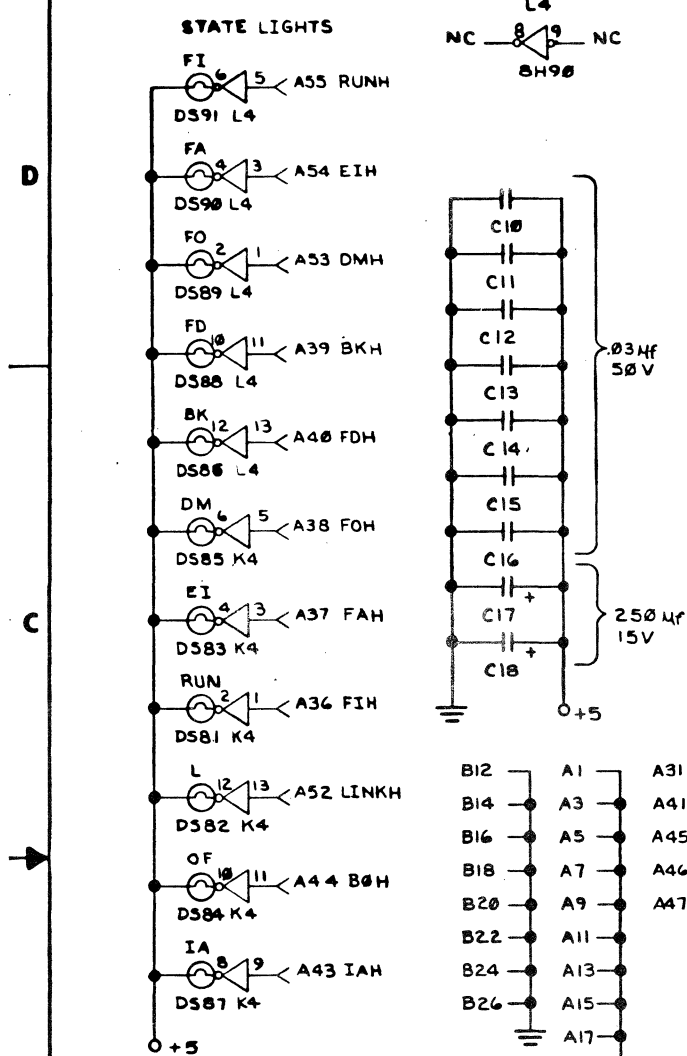 STATE LIGHTS
L4
NC 8 9 NC
8H90
FI
6 5 A55 RUNH
DS91 L4
FA
4 3 A54 EIH
DS90 L4
FO
2 1 A53 DMH
DS89 L4
FD
10 11 A39 BKH
DS88 L4
BK
12 13 A40 FDH
DS86 L4
DM
6 5 A38 FOH
DS85 K4
EI
4 3 A37 FAH
DS83 K4
RUN
2 1 A36 FIH
DS81 K4
L
12 13 A52 LINKH
DS82 K4
OF
10 11 A44 BØH
DS84 K4
IA
8 9 A43 IAH
DS87 K4
+5
D
C
C10
C11
C12
C13
C14
C15
C16
C17 +
C18 +
.03 µf
50V
250 µf
15V
+5
B12 A1 A31
B14 A3 A41
B16 A5 A45
B18 A7 A46
B20 A9 A47
B22 A11
B24 A13
B26 A15
A17